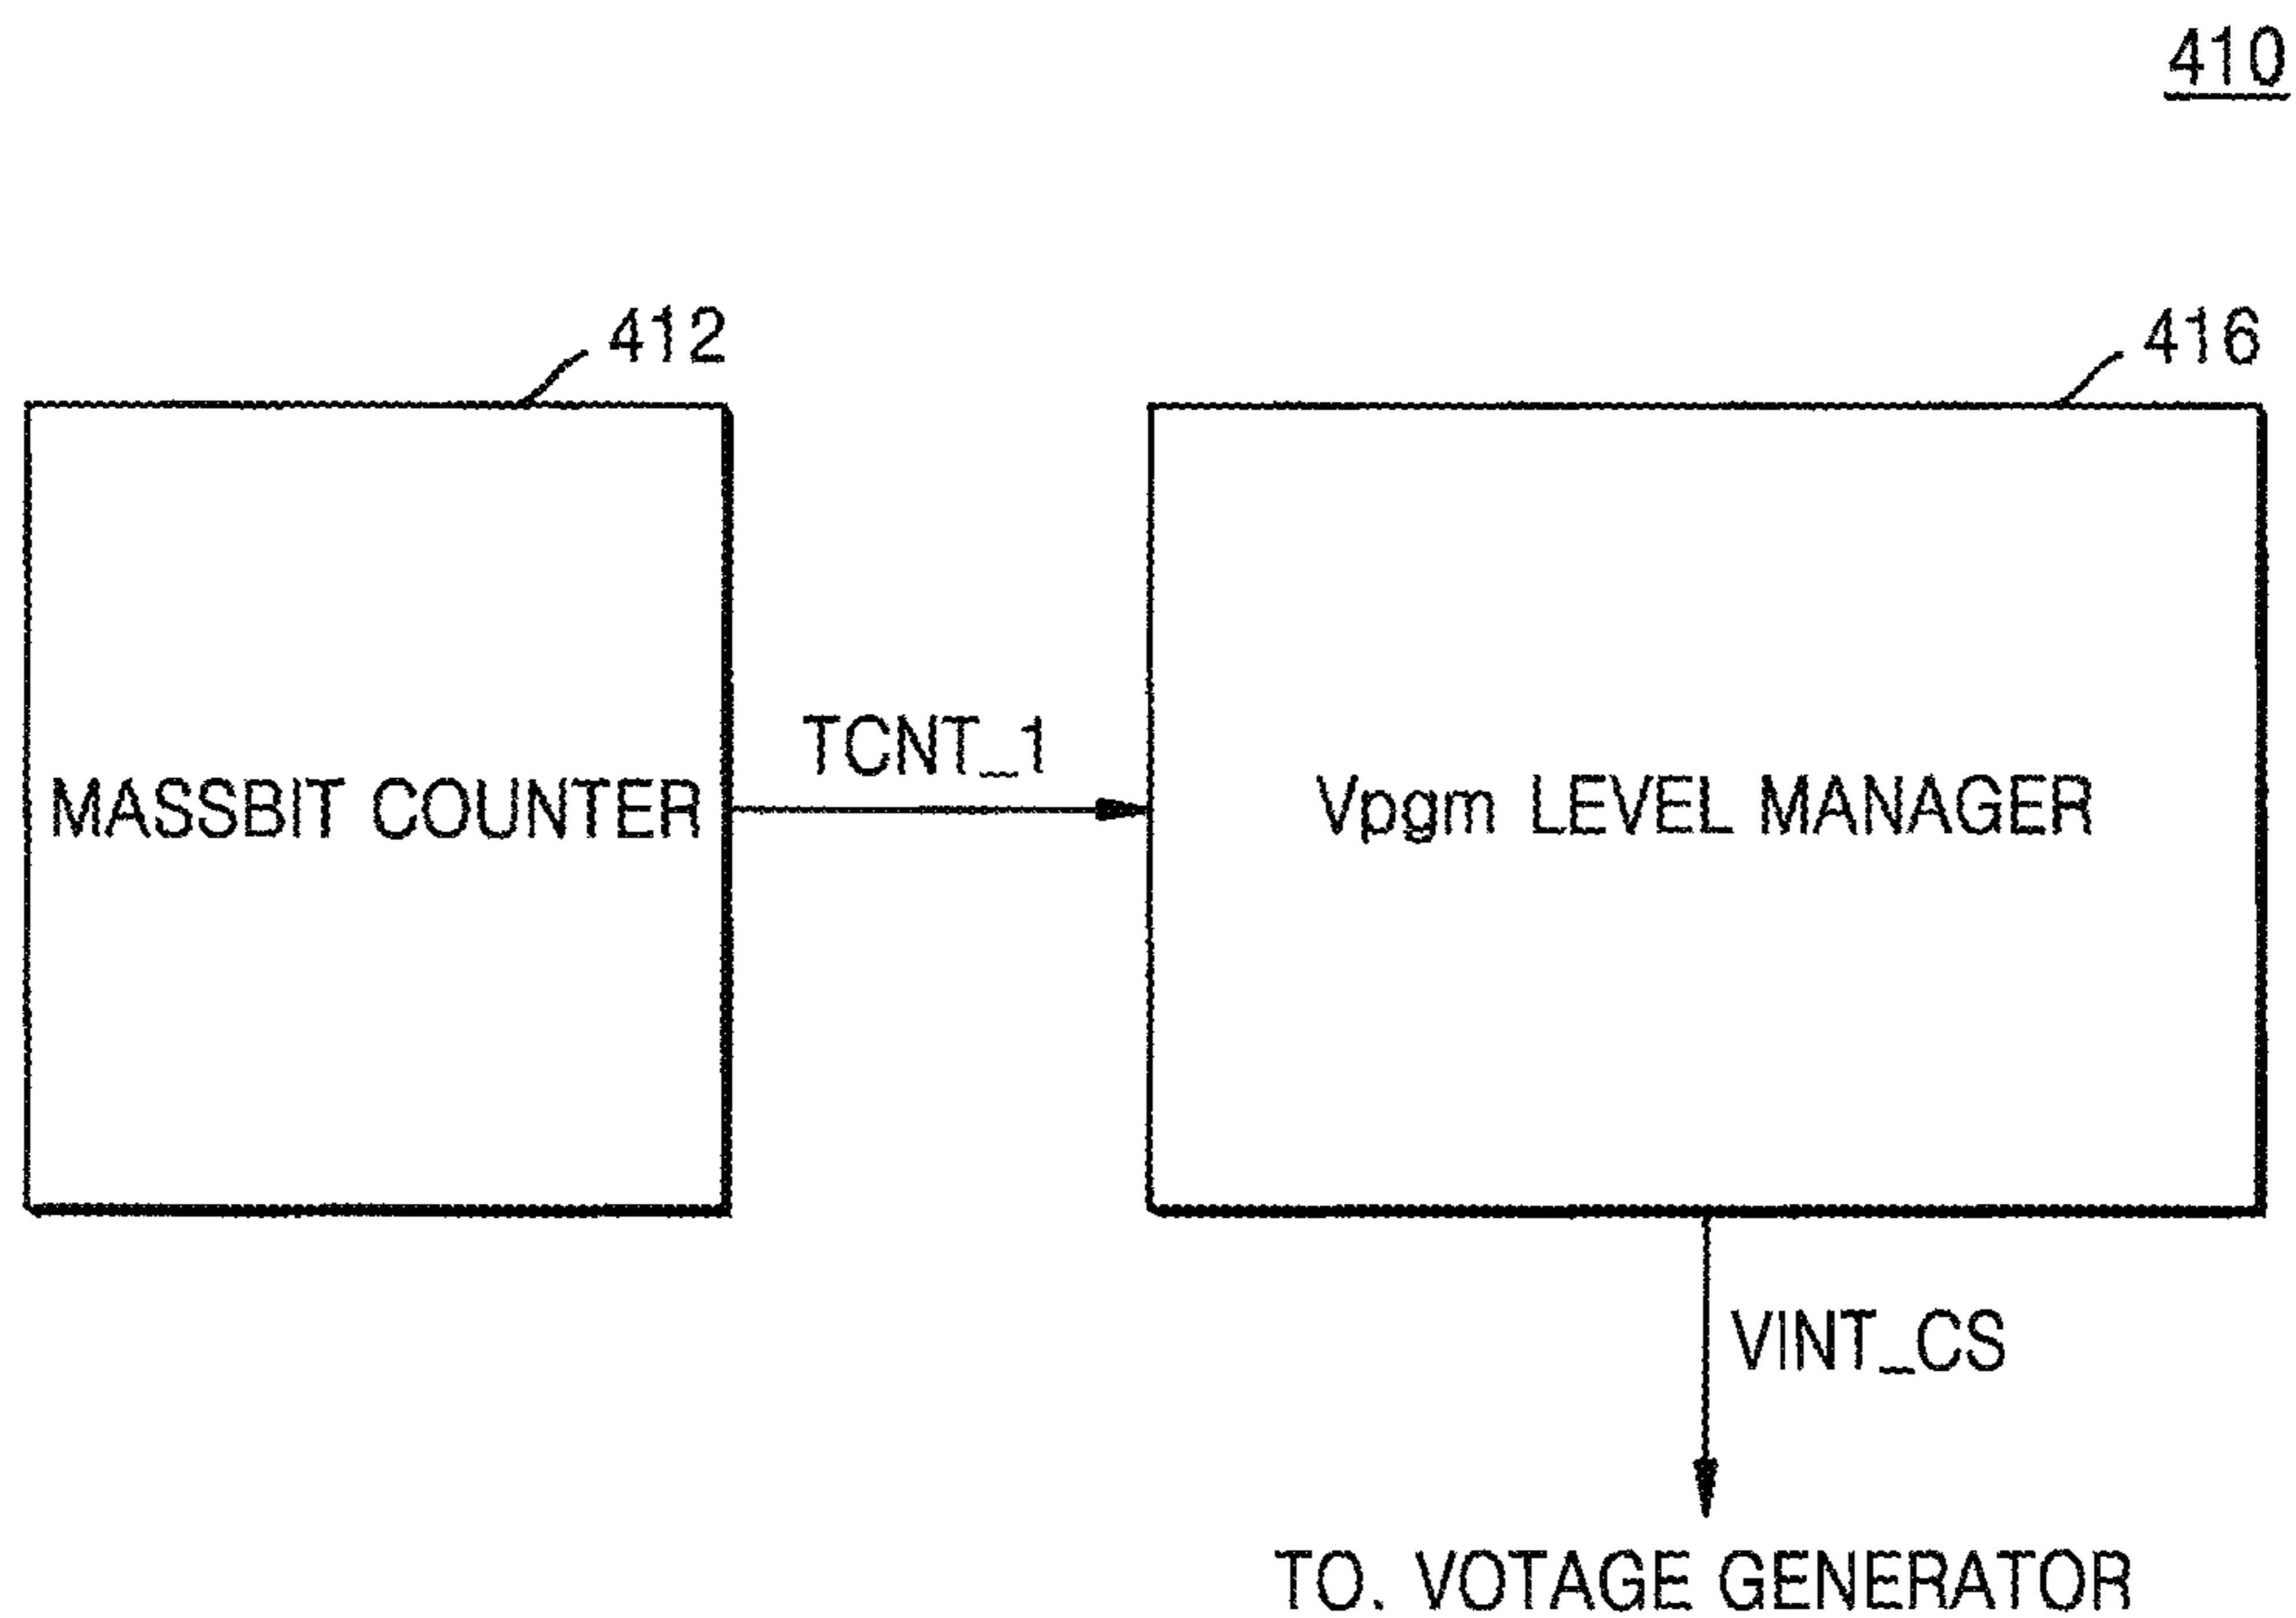 410
412
416
MASSBIT COUNTER
TCNT_1
Vpgm LEVEL MANAGER
VINT_CS
TO. VOTAGE GENERATOR